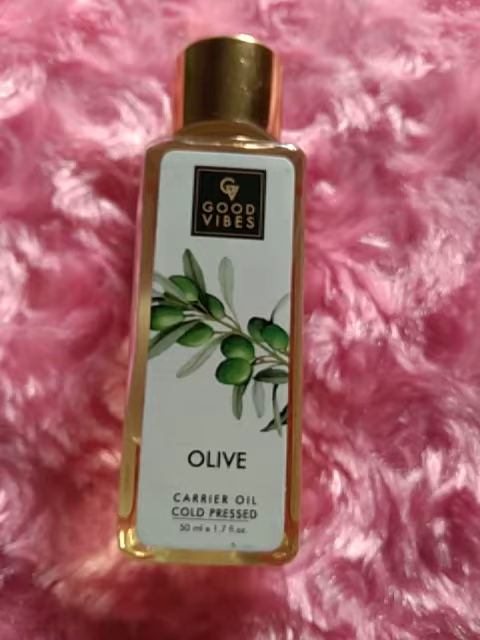 GV
GOOD
VIBES
OLIVE
CARRIER OIL
COLD PRESSED
50 ml e 1.7 fl.oz.